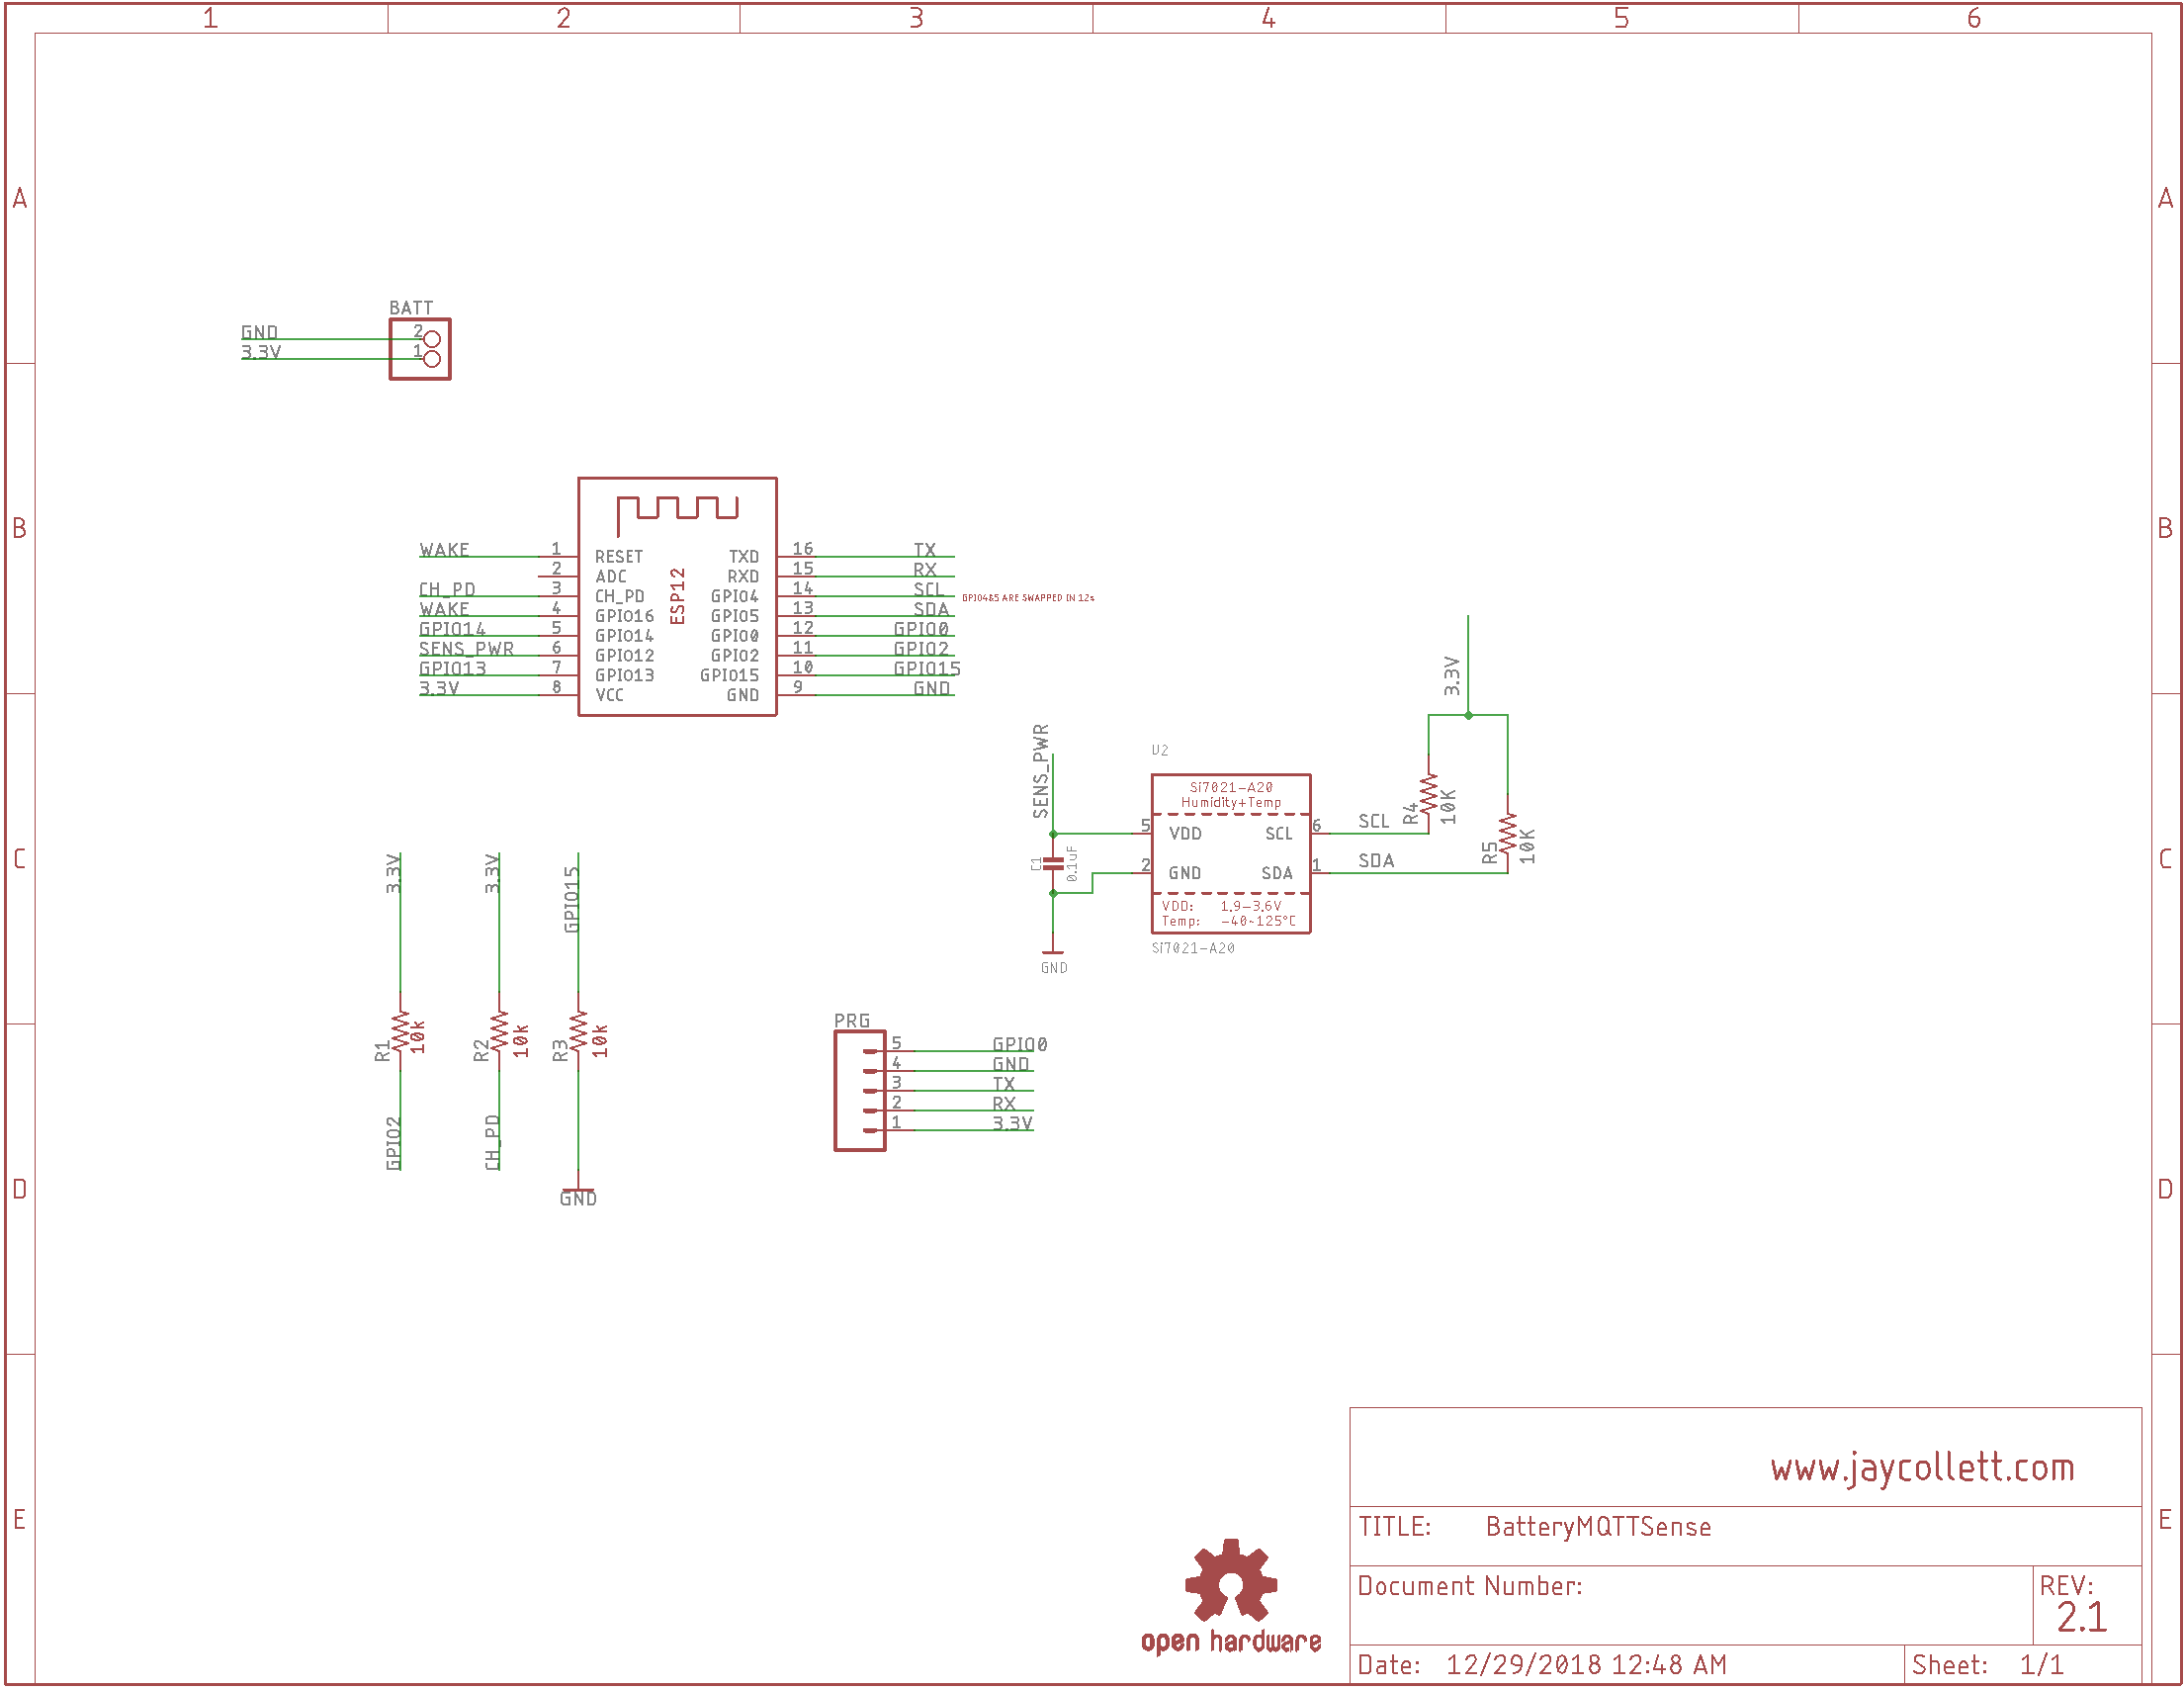 1 2 3 4 5 6
A A
B B
C C
D D
E E
BATT
GND 2
3.3V 1
ESP12
WAKE 1 RESET TXD 16 TX
2 ADC RXD 15 RX
CH_PD 3 CH_PD GPIO4 14 SCL GPIO4&5 ARE SWAPPED IN 12s
WAKE 4 GPIO16 GPIO5 13 SDA
GPIO14 5 GPIO14 GPIO0 12 GPIO0
SENS_PWR 6 GPIO12 GPIO2 11 GPIO2
GPIO13 7 GPIO13 GPIO15 10 GPIO15
3.3V 8 VCC GND 9 GND
3.3V
SENS_PWR
U2
Si7021-A20
Humidity+Temp
5 VDD SCL 6 SCL
2 GND SDA 1 SDA
VDD: 1.9-3.6V
Temp: -40~125°C
Si7021-A20
C1 0.1uF
GND
R4 10K
R5 10K
3.3V 3.3V GPIO15
R1 10k
R2 10k
R3 10k
GPIO2 CH_PD GND
PRG
5 GPIO0
4 GND
3 TX
2 RX
1 3.3V
open hardware
www.jaycollett.com
TITLE: BatteryMQTTSense
Document Number:
REV:
2.1
Date: 12/29/2018 12:48 AM
Sheet: 1/1